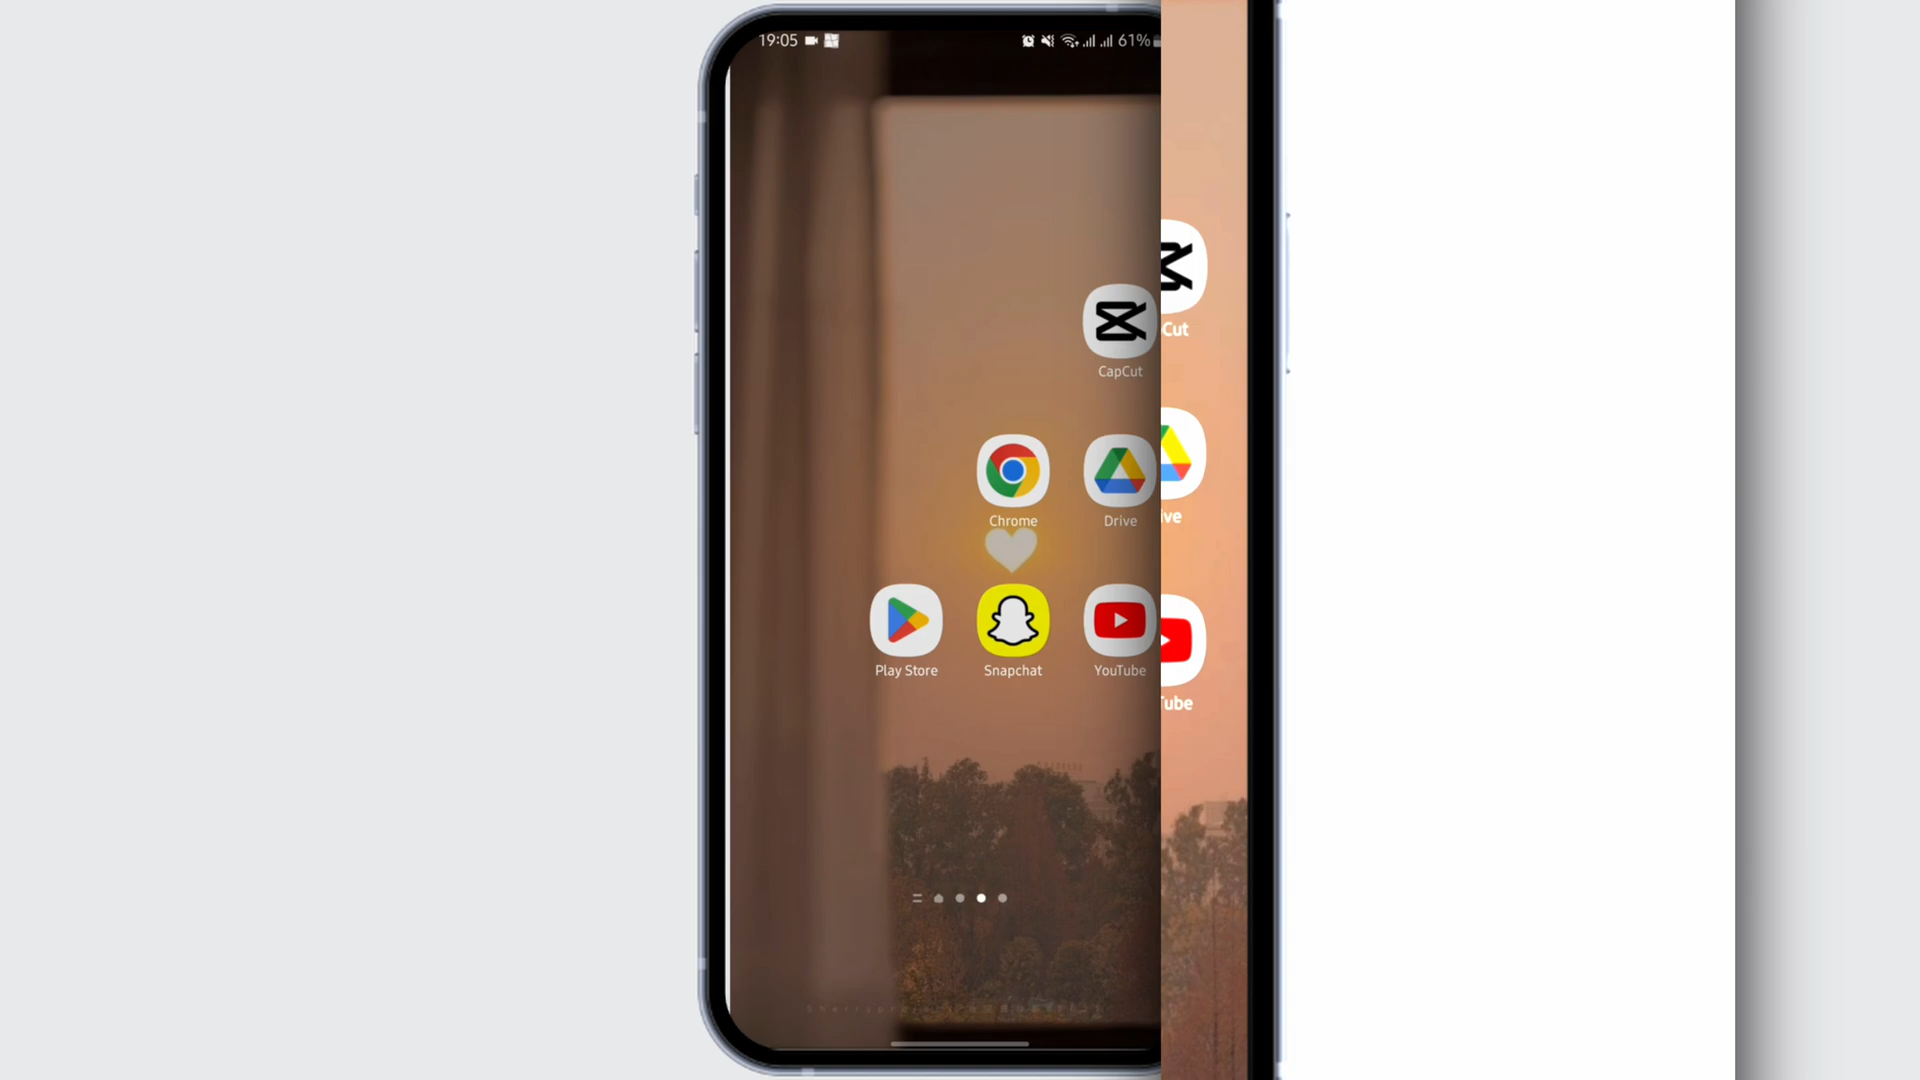 19:05 61%
CapCut
Cut
Chrome
Drive
ive
Play Store
Snapchat
YouTube
Tube